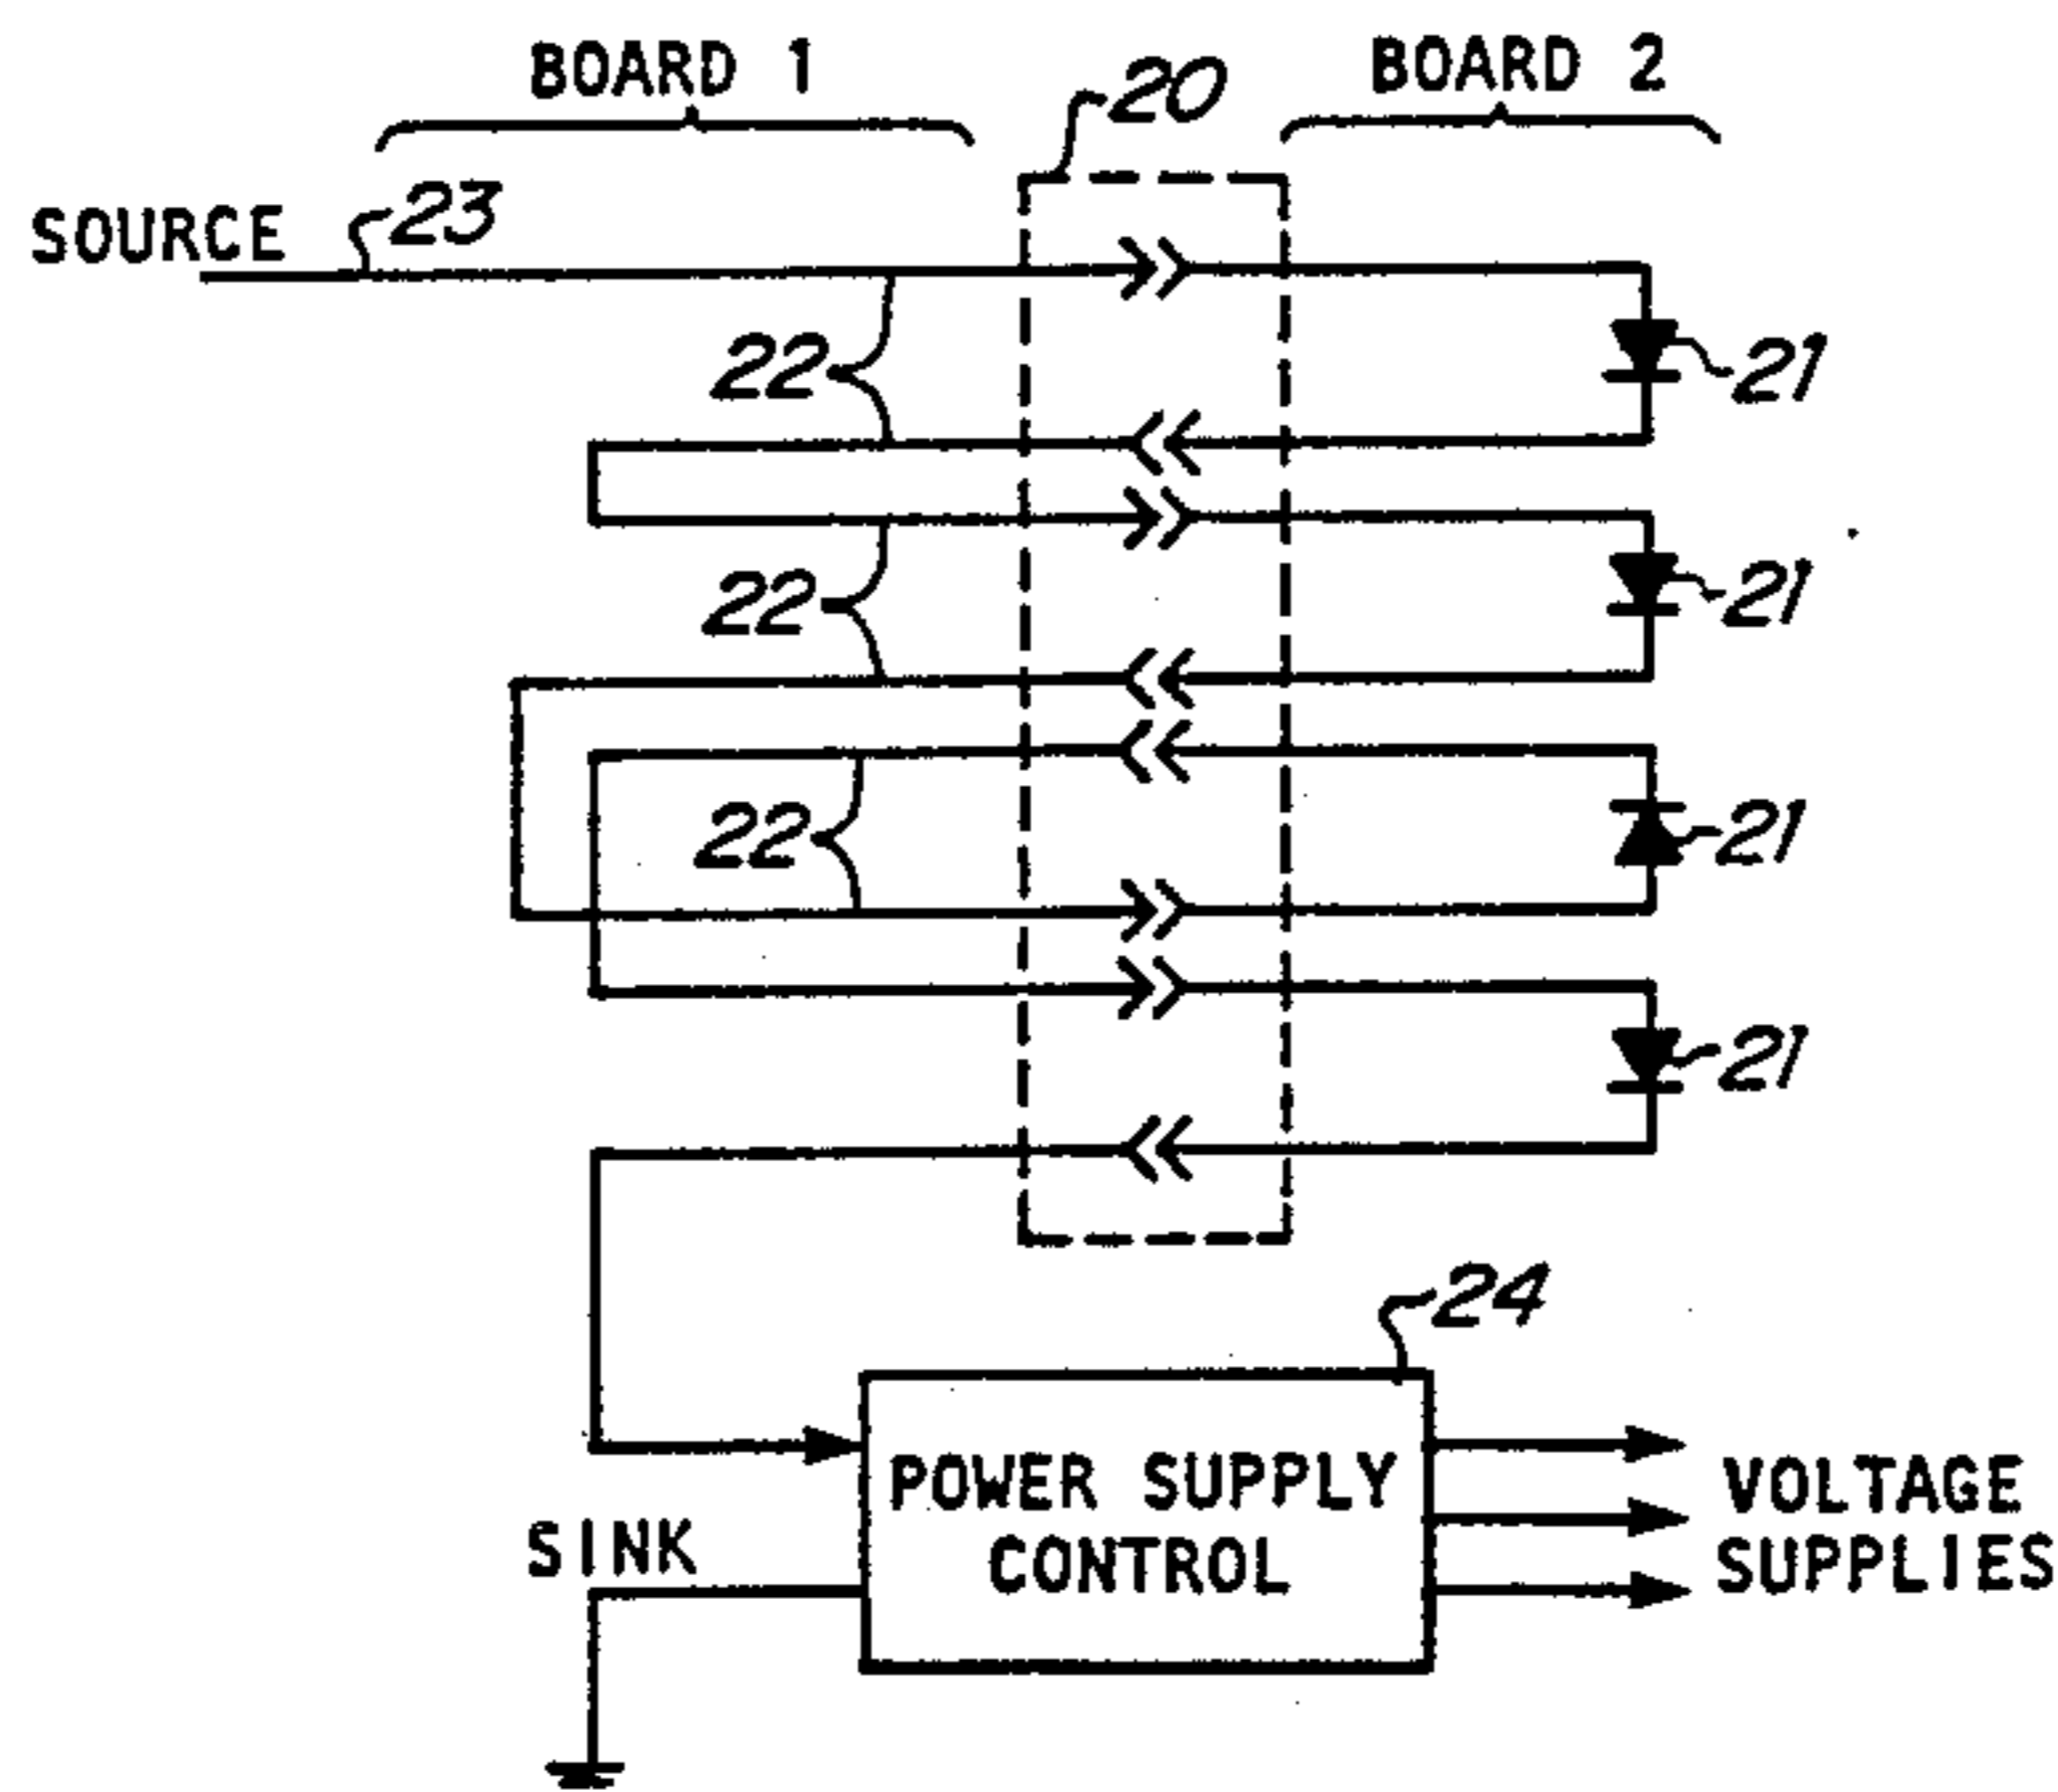 BOARD 1
BOARD 2
20
SOURCE
23
22
21
22
21
22
21
21
24
POWER SUPPLY
CONTROL
SINK
VOLTAGE
SUPPLIES